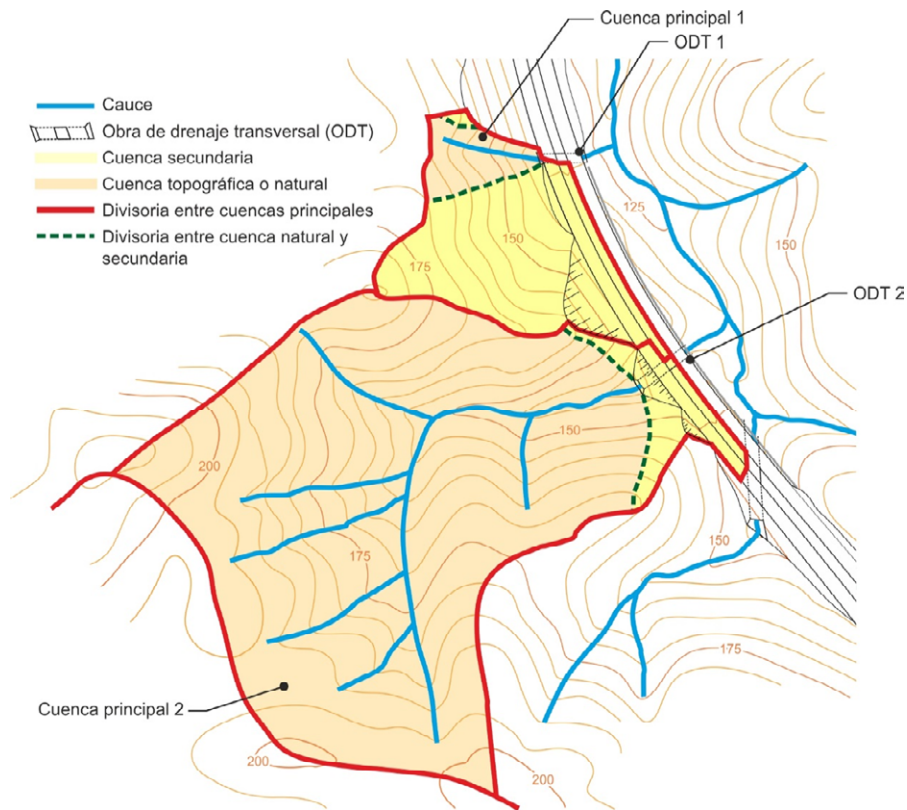 Cuenca principal 1
ODT 1
Cauce
Obra de drenaje transversal (ODT)
Cuenca secundaria
Cuenca topográfica o natural
Divisoria entre cuencas principales
Divisoria entre cuenca natural y
secundaria
125
150
150
175
ODT 2
150
200
175
150
175
Cuenca principal 2
200
200